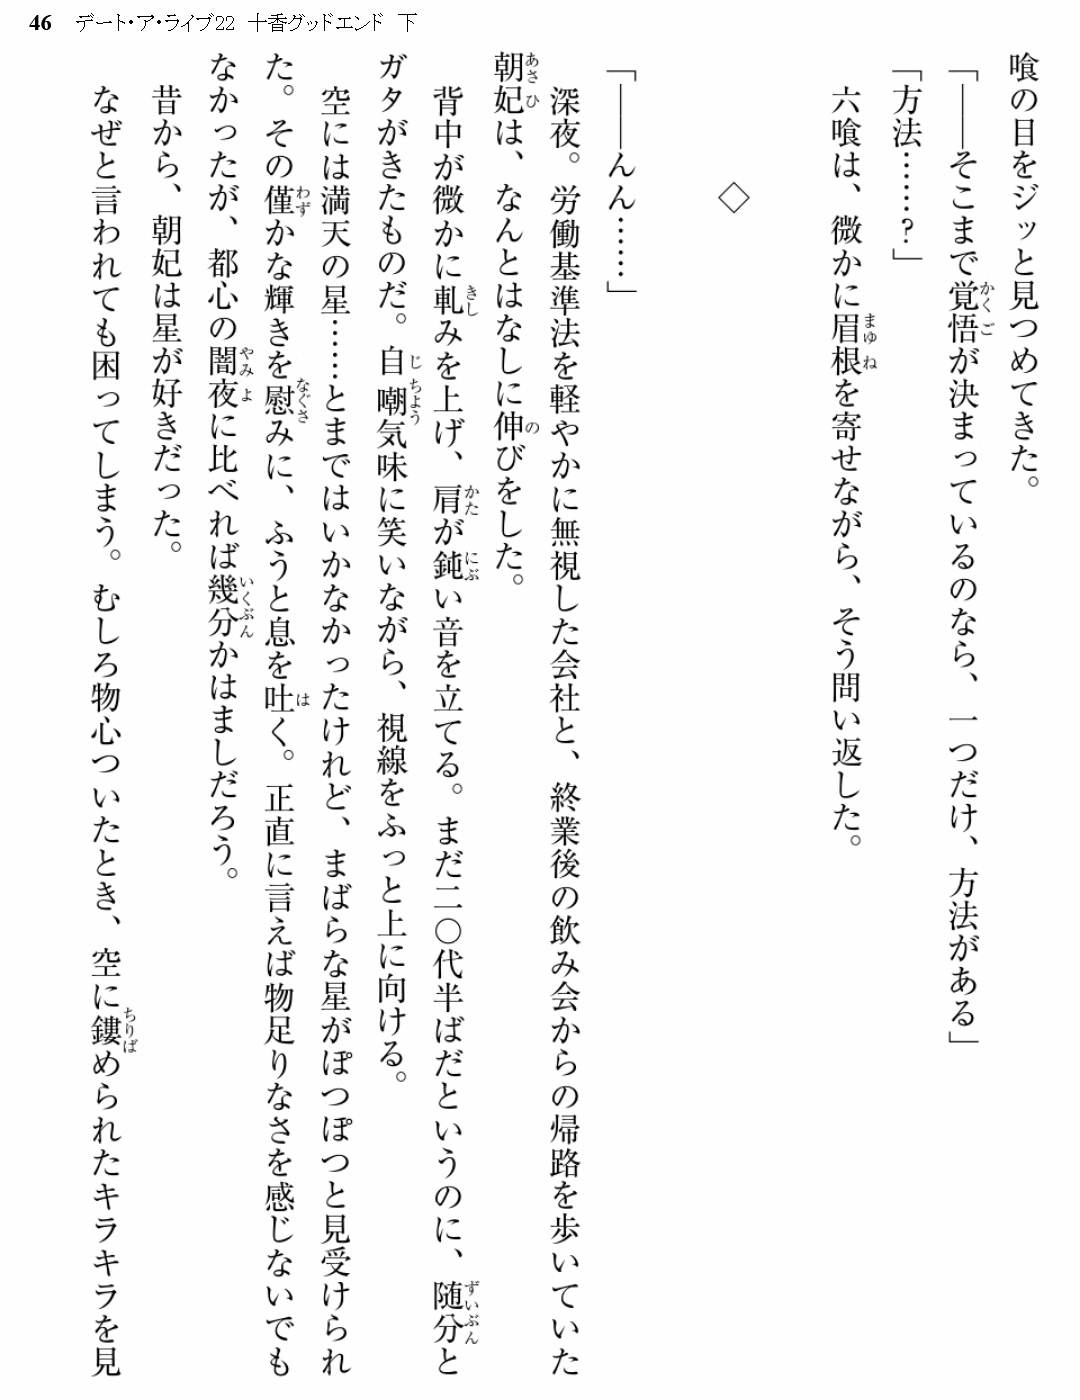 46 デート・ア・ライブ22 十香グッドエンド 下
喰の目をジッと見つめてきた。
「――そこまで覚悟が決まっているのなら、一つだけ、方法がある」
「方法……?」
六喰は、微かに眉根を寄せながら、そう問い返した。
◇
「――んん……」
深夜。労働基準法を軽やかに無視した会社と、終業後の飲み会からの帰路を歩いていた
朝妃は、なんとはなしに伸びをした。
背中が微かに軋みを上げ、肩が鈍い音を立てる。まだ二〇代半ばだというのに、随分と
ガタがきたものだ。自嘲気味に笑いながら、視線をふっと上に向ける。
空には満天の星……とまではいかなかったけれど、まばらな星がぽつぽつと見受けられ
た。その僅かな輝きを慰みに、ふうと息を吐く。正直に言えば物足りなさを感じないでも
なかったが、都心の闇夜に比べれば幾分かはましだろう。
昔から、朝妃は星が好きだった。
なぜと言われても困ってしまう。むしろ物心ついたとき、空に鏤められたキラキラを見